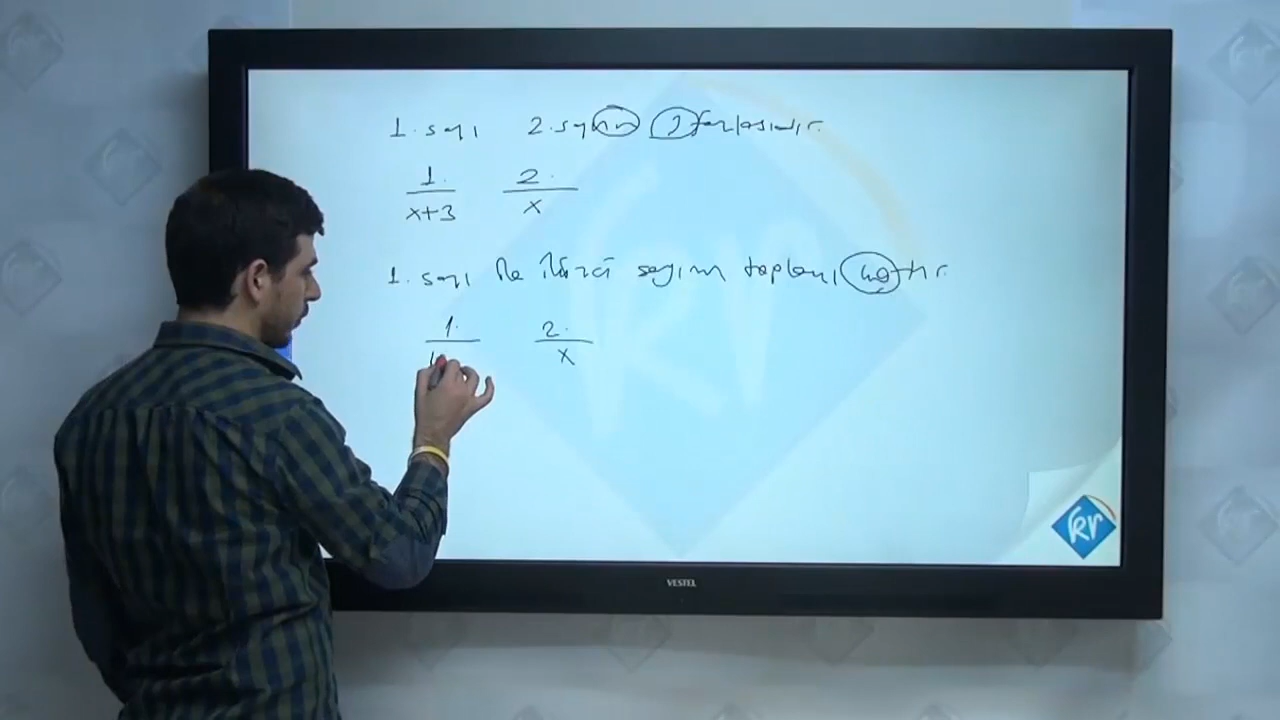 1. sayı 2. sayının 3 fazlasıdır.
1. 2.
x+3 x
1. sayı ile ikinci sayının toplamı 40 tır.
1. 2.
x
kr
VESTEL